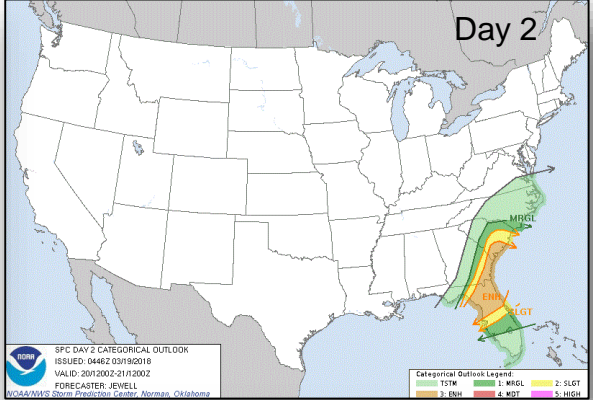 Day 2
MRGL
ENH
SLGT
noaa
SPC DAY 2 CATEGORICAL OUTLOOK
ISSUED: 0446Z 03/19/2018
VALID: 20/1200Z-21/1200Z
FORECASTER: JEWELL
NOAA/NWS Storm Prediction Center, Norman, Oklahoma
Categorical Outlook Legend:
TSTM 1: MRGL 2: SLGT
3: ENH 4: MDT 5: HIGH